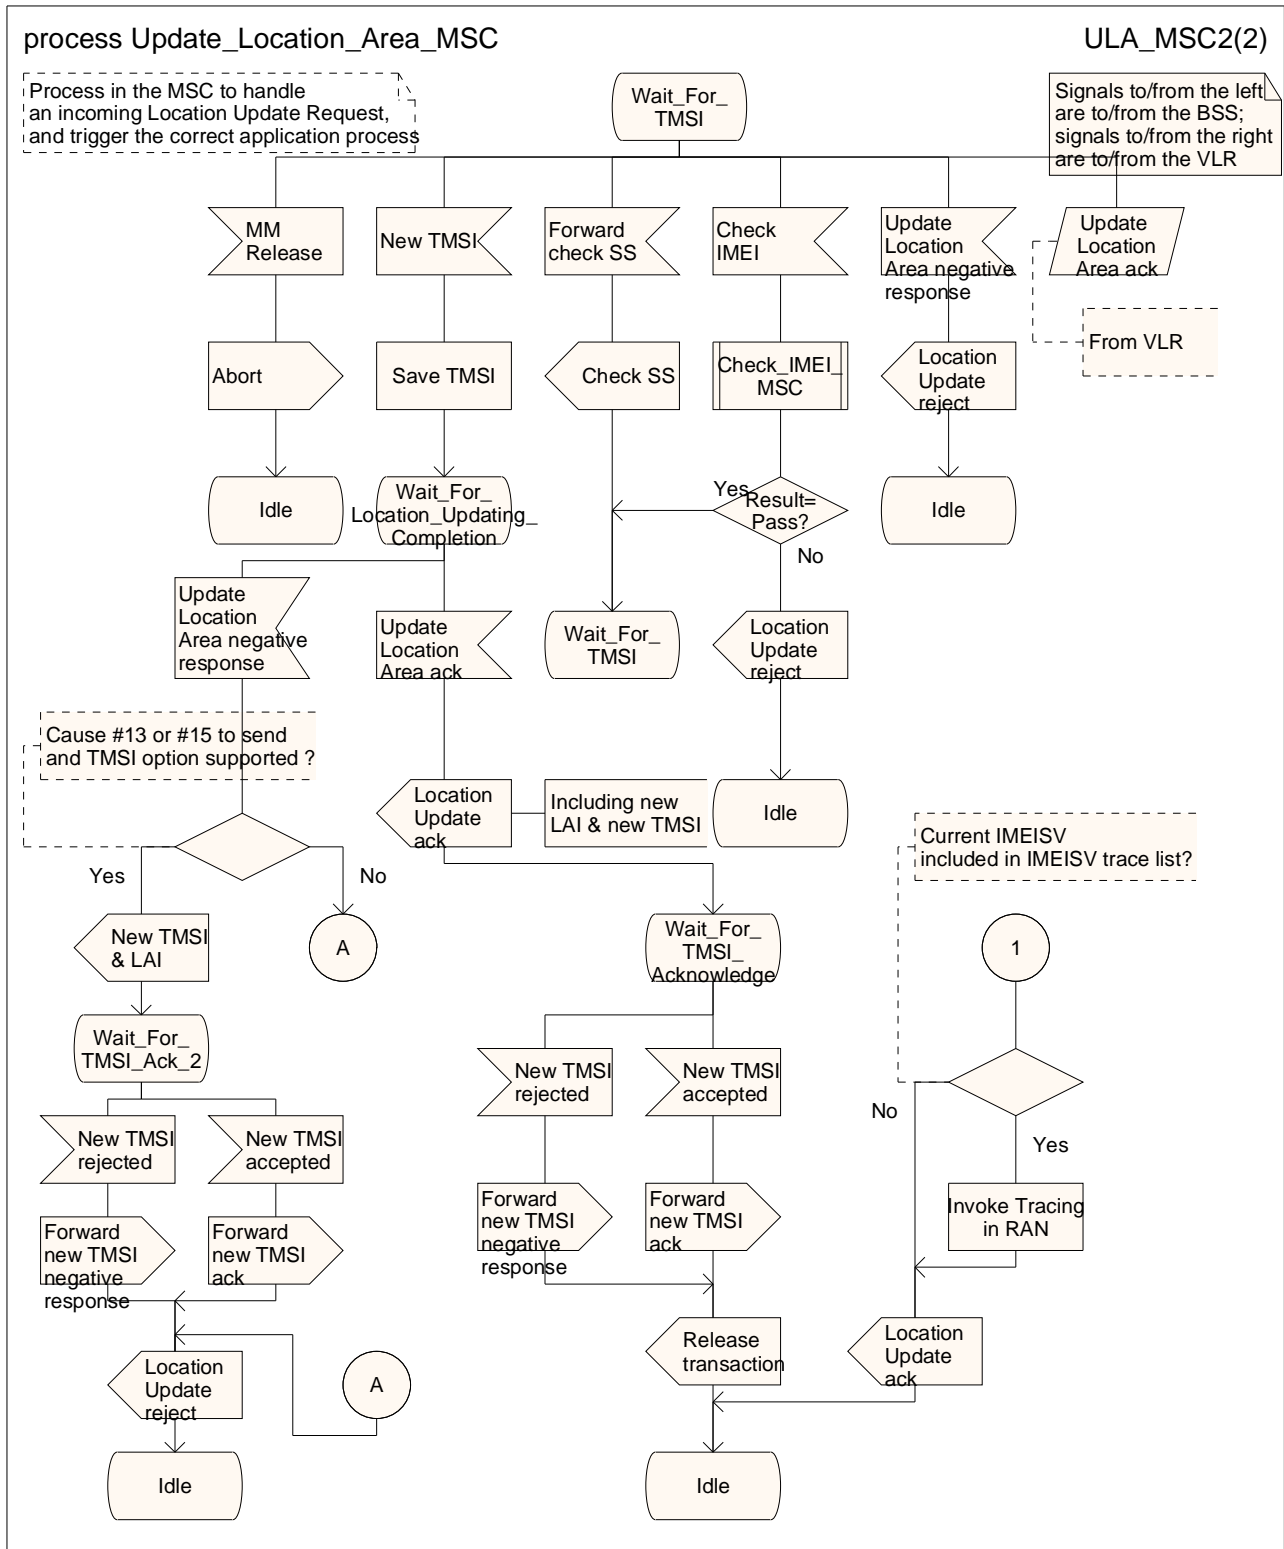 process Update_Location_Area_MSC
ULA_MSC2(2)
Process in the MSC to handle
an incoming Location Update Request,
and trigger the correct application process
Wait_For_
TMSI
Signals to/from the left
are to/from the BSS;
signals to/from the right
are to/from the VLR
MM
Release
New TMSI
Forward
check SS
Check
IMEI
Update
Location
Area negative
response
Update
Location
Area ack
From VLR
Abort
Save TMSI
Check SS
Check_IMEI_
MSC
Location
Update
reject
Idle
Wait_For_
Location_Updating_
Completion
Yes
Result=
Pass?
No
Idle
Update
Location
Area negative
response
Update
Location
Area ack
Wait_For_
TMSI
Location
Update
reject
Cause #13 or #15 to send
and TMSI option supported ?
Location
Update
ack
Including new
LAI & new TMSI
Idle
Current IMEISV
included in IMEISV trace list?
Yes
No
New TMSI
& LAI
A
Wait_For_
TMSI_
Acknowledge
1
Wait_For_
TMSI_Ack_2
New TMSI
rejected
New TMSI
accepted
No
Yes
New TMSI
rejected
New TMSI
accepted
Forward
new TMSI
negative
response
Forward
new TMSI
ack
Invoke Tracing
in RAN
Forward
new TMSI
negative
response
Forward
new TMSI
ack
Release
transaction
Location
Update
ack
Location
Update
reject
A
Idle
Idle